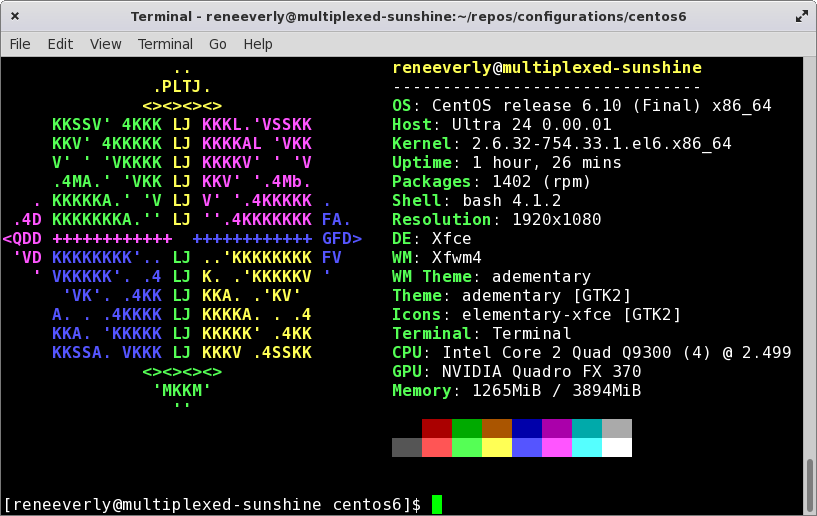 Terminal - reneeverly@multiplexed-sunshine:~/repos/configurations/centos6
File Edit View Terminal Go Help
.. reneeverly@multiplexed-sunshine
.PLTJ. -------------------------------
<><><><> OS: CentOS release 6.10 (Final) x86_64
KKSSV' 4KKK LJ KKKL.'VSSKK Host: Ultra 24 0.00.01
KKV' 4KKKKK LJ KKKKAL 'VKK Kernel: 2.6.32-754.33.1.el6.x86_64
V' ' 'VKKKK LJ KKKKV' ' 'V Uptime: 1 hour, 26 mins
.4MA.' 'VKK LJ KKV' '.4Mb. Packages: 1402 (rpm)
. KKKKKA.' 'V LJ V' '.4KKKKK . Shell: bash 4.1.2
.4D KKKKKKKA.'' LJ ''.4KKKKKKK FA. Resolution: 1920x1080
<QDD ++++++++++++ ++++++++++++ GFD> DE: Xfce
'VD KKKKKKKK'.. LJ ..'KKKKKKKK FV WM: Xfwm4
' VKKKKK'. .4 LJ K. .'KKKKKV ' WM Theme: adementary
'VK'. .4KK LJ KKA. .'KV' Theme: adementary [GTK2]
A. . .4KKKK LJ KKKKA. . .4 Icons: elementary-xfce [GTK2]
KKA. 'KKKKK LJ KKKKK' .4KK Terminal: Terminal
KKSSA. VKKK LJ KKKV .4SSKK CPU: Intel Core 2 Quad Q9300 (4) @ 2.499
<><><><> GPU: NVIDIA Quadro FX 370
'MKKM' Memory: 1265MiB / 3894MiB
''
[reneeverly@multiplexed-sunshine centos6]$